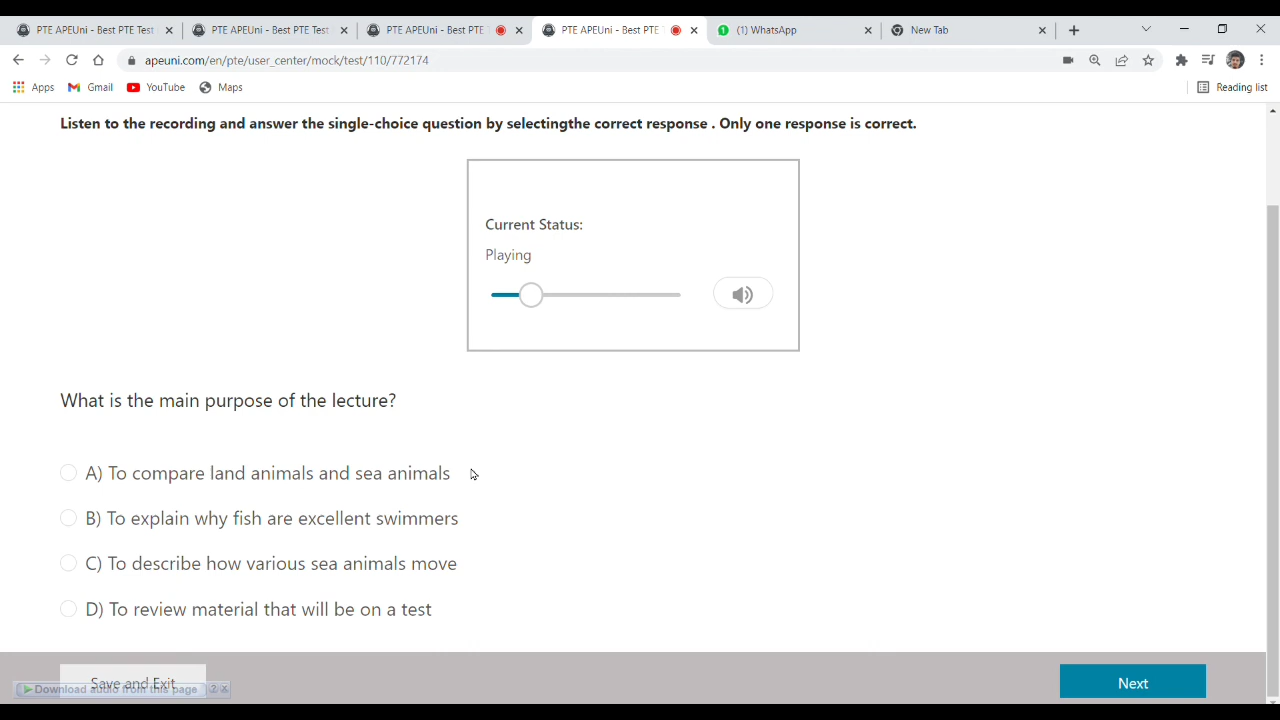 PTE APEUni - Best PTE Test
PTE APEUni - Best PTE Test
PTE APEUni - Best PTE
PTE APEUni - Best PTE
(1) WhatsApp
New Tab
apeuni.com/en/pte/user_center/mock/test/110/772174
Apps
Gmail
YouTube
Maps
Reading list
Listen to the recording and answer the single-choice question by selectingthe correct response . Only one response is correct.
Current Status:
Playing
What is the main purpose of the lecture?
A) To compare land animals and sea animals
B) To explain why fish are excellent swimmers
C) To describe how various sea animals move
D) To review material that will be on a test
Save and Exit
Download audio from this page
? X
Next